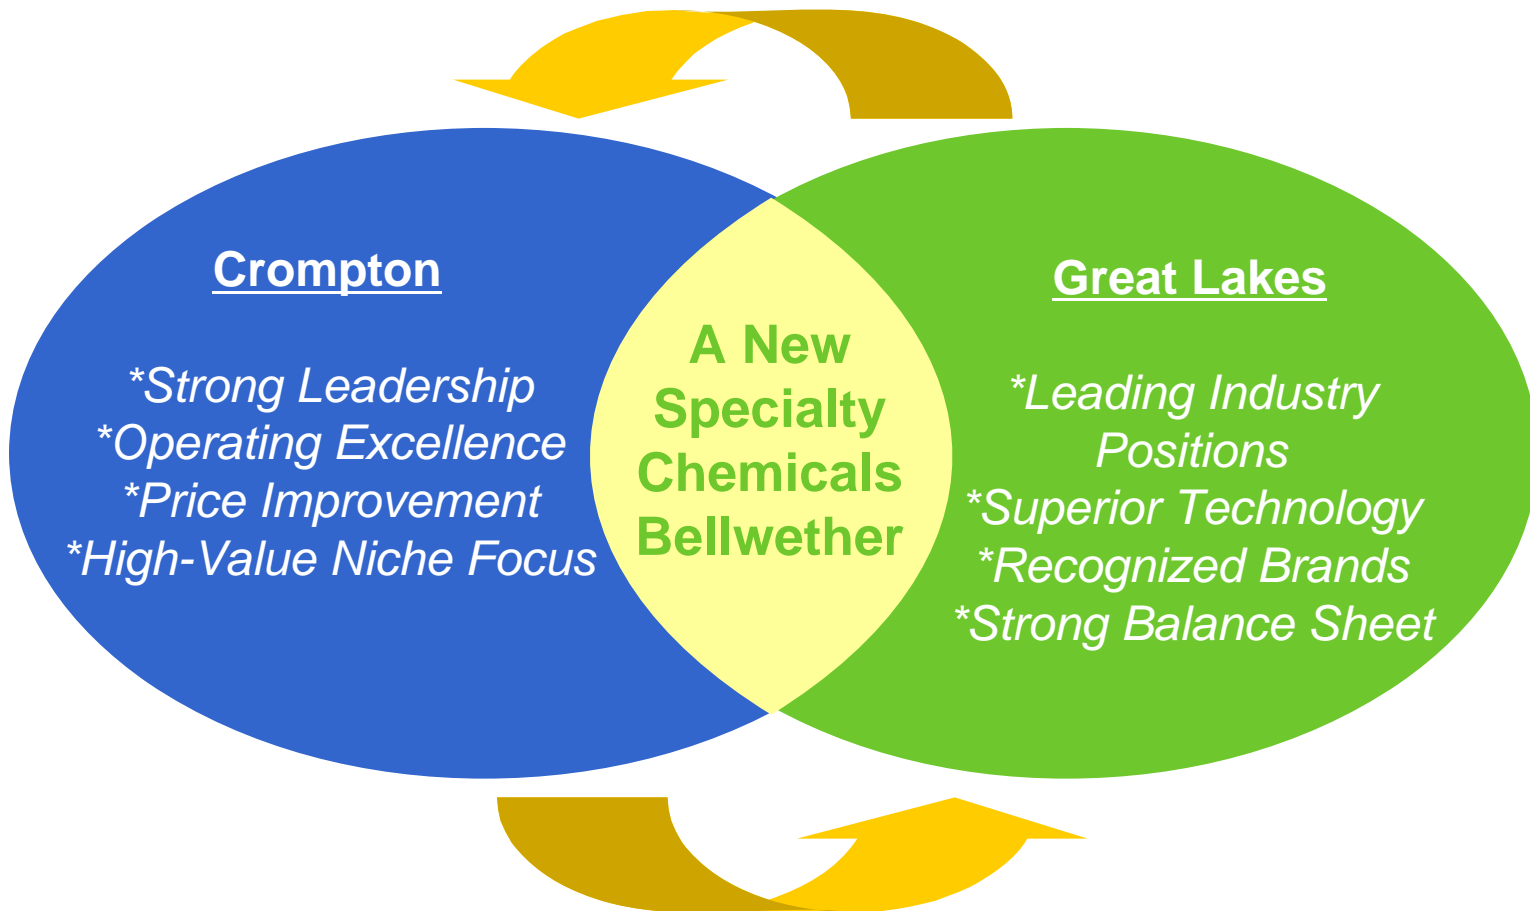 Crompton
*Strong Leadership
*Operating Excellence
*Price Improvement
*High-Value Niche Focus
A New
Specialty
Chemicals
Bellwether
Great Lakes
*Leading Industry
Positions
*Superior Technology
*Recognized Brands
*Strong Balance Sheet